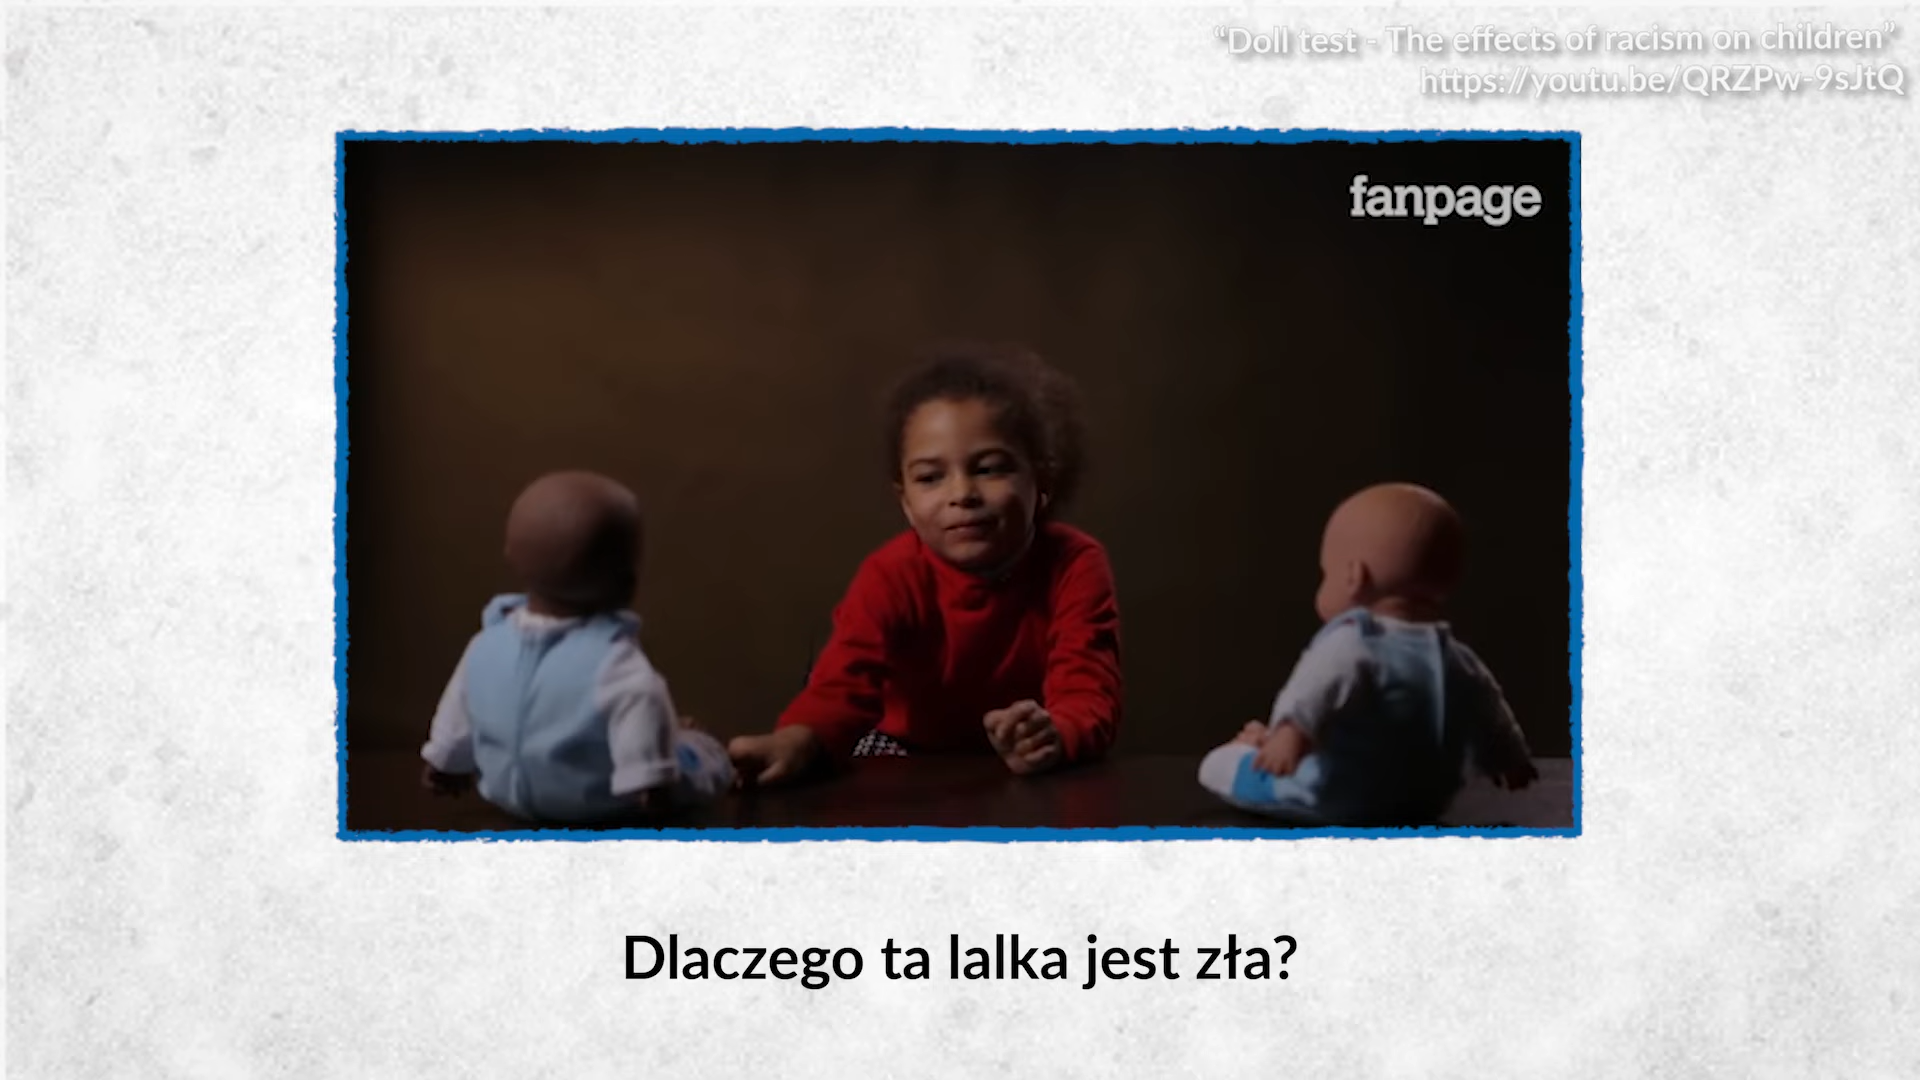 “Doll test - The effects of racism on children”
https://youtu.be/QRZPw-9sJtQ
fanpage
Dlaczego ta lalka jest zła?